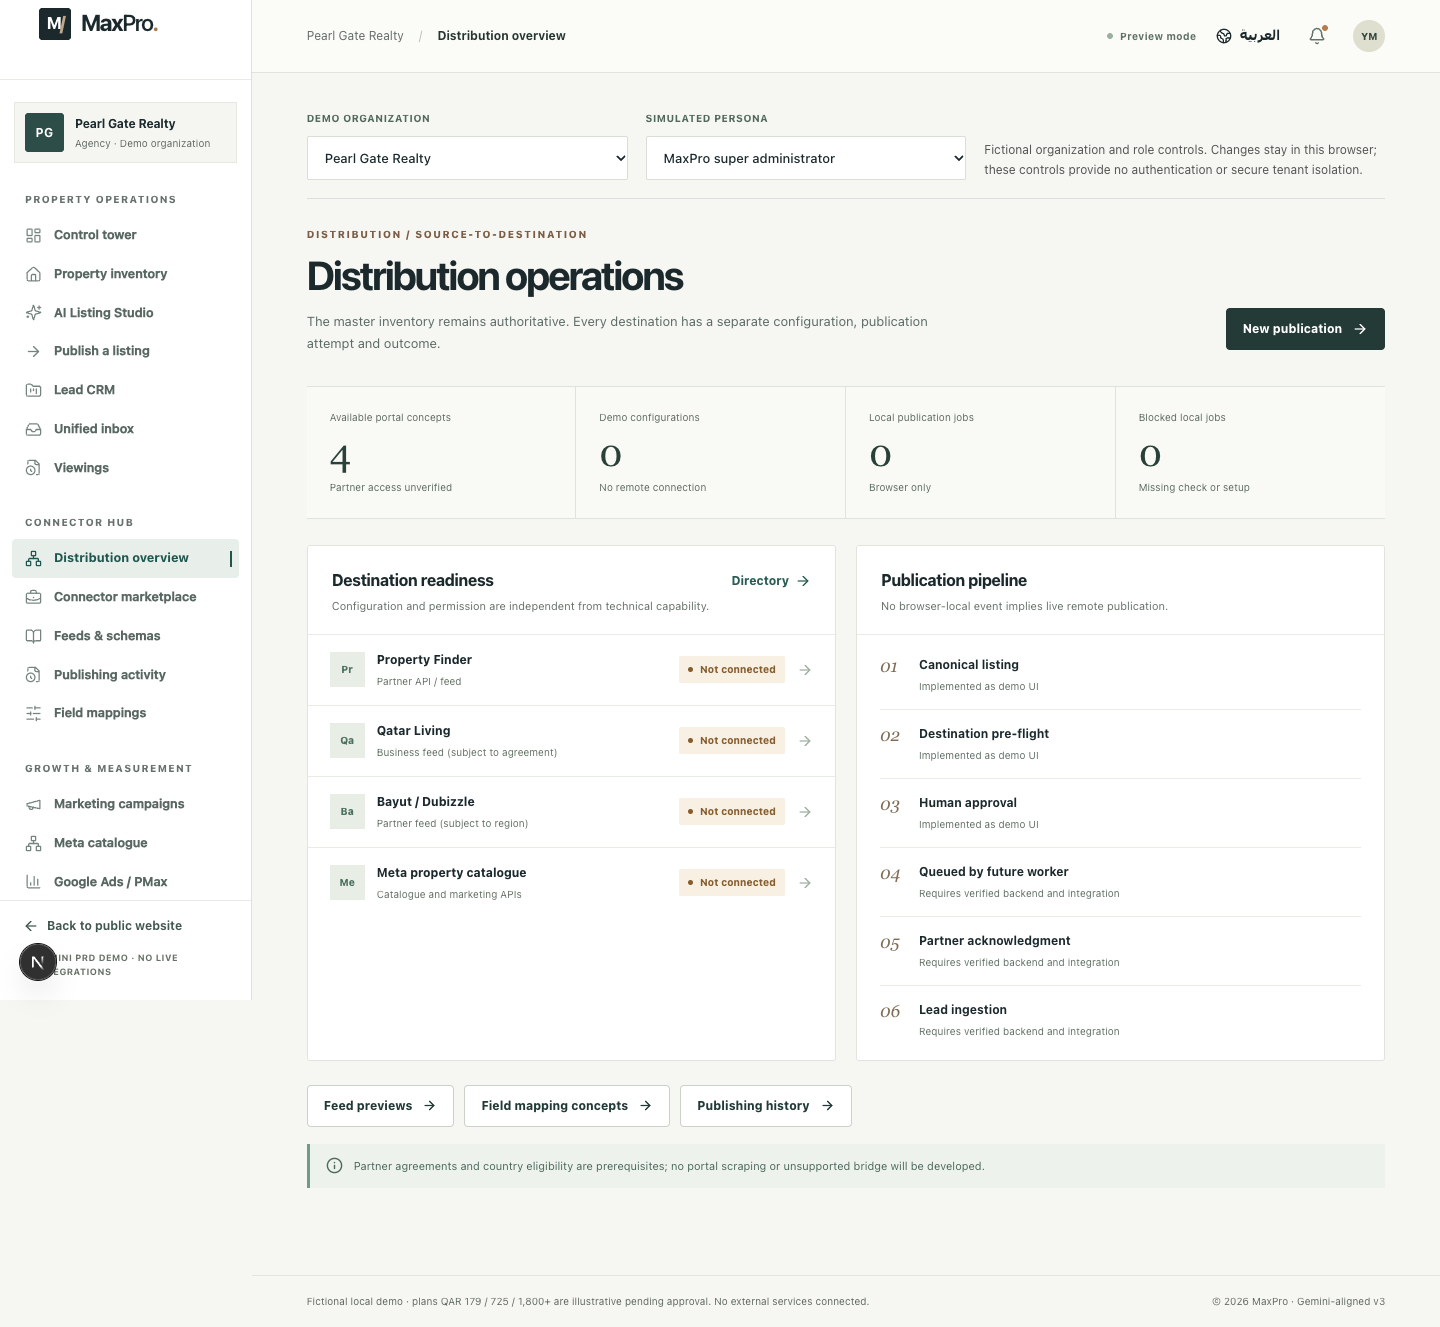 M/ MaxPro.
Pearl Gate Realty / Distribution overview
Preview mode
العربية
YM
PG
Pearl Gate Realty
Agency · Demo organization
PROPERTY OPERATIONS
Control tower
Property inventory
AI Listing Studio
Publish a listing
Lead CRM
Unified inbox
Viewings
CONNECTOR HUB
Distribution overview
Connector marketplace
Feeds & schemas
Publishing activity
Field mappings
GROWTH & MEASUREMENT
Marketing campaigns
Meta catalogue
Google Ads / PMax
Back to public website
INI PRD DEMO · NO LIVE
EGRATIONS
N
DEMO ORGANIZATION
Pearl Gate Realty
SIMULATED PERSONA
MaxPro super administrator
Fictional organization and role controls. Changes stay in this browser;
these controls provide no authentication or secure tenant isolation.
DISTRIBUTION / SOURCE-TO-DESTINATION
Distribution operations
The master inventory remains authoritative. Every destination has a separate configuration, publication
attempt and outcome.
New publication
Available portal concepts
4
Partner access unverified
Demo configurations
0
No remote connection
Local publication jobs
0
Browser only
Blocked local jobs
0
Missing check or setup
Destination readiness
Directory
Configuration and permission are independent from technical capability.
Pr
Property Finder
Partner API / feed
Not connected
Qa
Qatar Living
Business feed (subject to agreement)
Not connected
Ba
Bayut / Dubizzle
Partner feed (subject to region)
Not connected
Me
Meta property catalogue
Catalogue and marketing APIs
Not connected
Publication pipeline
No browser-local event implies live remote publication.
01
Canonical listing
Implemented as demo UI
02
Destination pre-flight
Implemented as demo UI
03
Human approval
Implemented as demo UI
04
Queued by future worker
Requires verified backend and integration
05
Partner acknowledgment
Requires verified backend and integration
06
Lead ingestion
Requires verified backend and integration
Feed previews
Field mapping concepts
Publishing history
Partner agreements and country eligibility are prerequisites; no portal scraping or unsupported bridge will be developed.
Fictional local demo · plans QAR 179 / 725 / 1,800+ are illustrative pending approval. No external services connected.
© 2026 MaxPro · Gemini-aligned v3